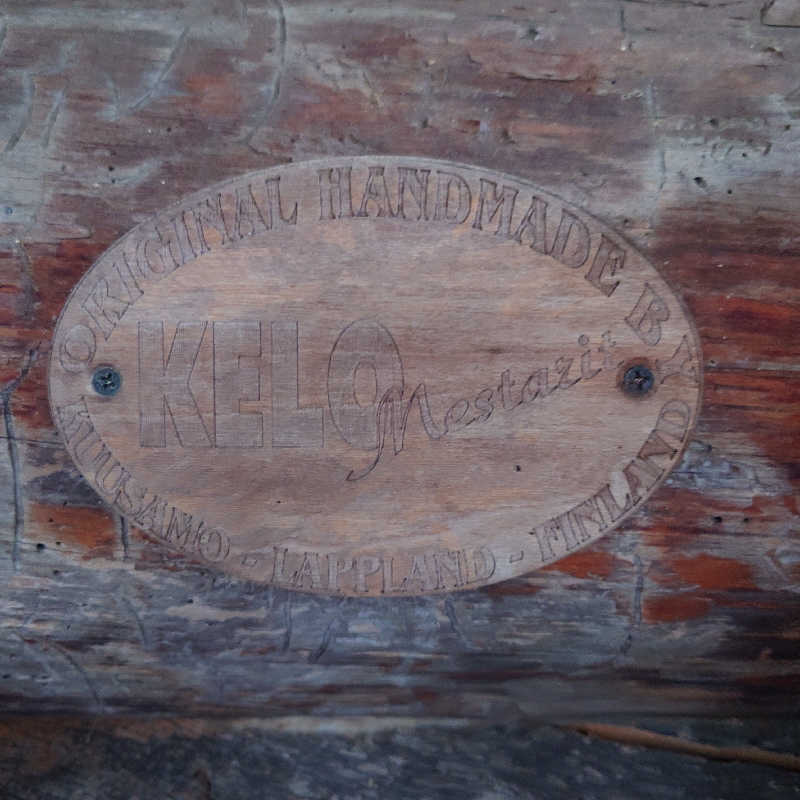 ORIGINAL HANDMADE BY
KELO
Mestarit
KUUSAMO - LAPPLAND - FINLAND